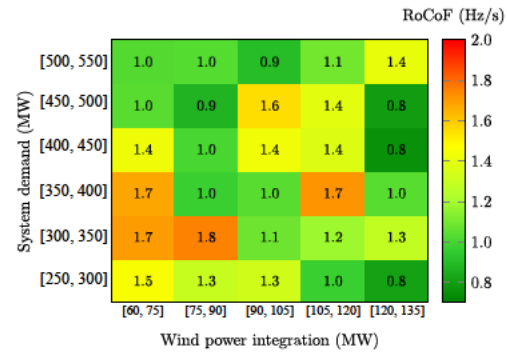 RoCoF (Hz/s)
[500, 550] 1.0 1.0 0.9 1.1 1.4
[450, 500] 1.0 0.9 1.6 1.4 0.8
[400, 450] 1.4 1.0 1.4 1.4 0.8
[350, 400] 1.7 1.0 1.0 1.7 1.0
[300, 350] 1.7 1.8 1.1 1.2 1.3
[250, 300] 1.5 1.3 1.3 1.0 0.8
[60, 75] [75, 90] [90, 105] [105, 120] [120, 135]
Wind power integration (MW)
System demand (MW)
2.0
1.8
1.6
1.4
1.2
1.0
0.8